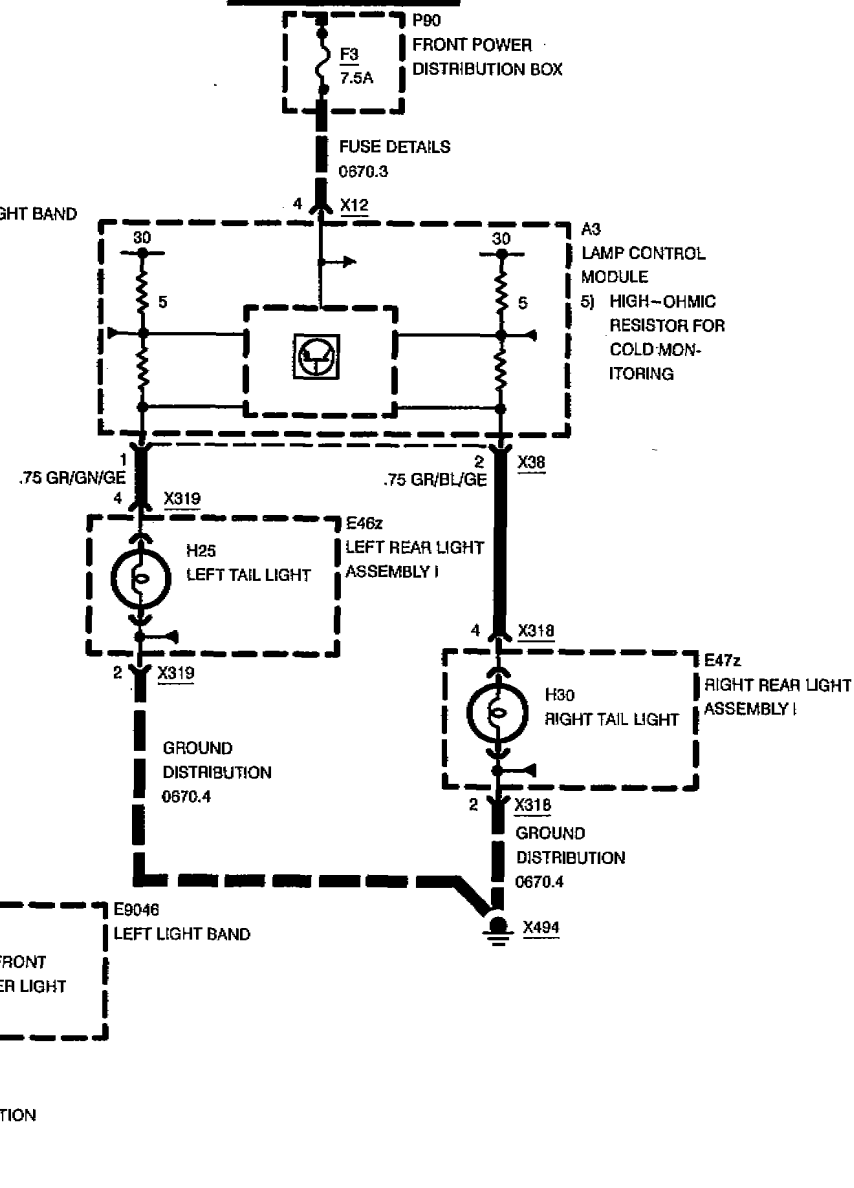 P90
FRONT POWER
DISTRIBUTION BOX
F3
7.5A
FUSE DETAILS
0670.3
4 X12
GHT BAND
A3
LAMP CONTROL
MODULE
5) HIGH-OHMIC
RESISTOR FOR
COLD MON-
ITORING
30
30
5
5
1
.75 GR/GN/GE
2 X38
.75 GR/BL/GE
4 X319
E46z
LEFT REAR LIGHT
ASSEMBLY I
H25
LEFT TAIL LIGHT
2 X319
4 X318
E47z
RIGHT REAR LIGHT
ASSEMBLY I
H30
RIGHT TAIL LIGHT
2 X318
GROUND
DISTRIBUTION
0670.4
GROUND
DISTRIBUTION
0670.4
X494
E9046
LEFT LIGHT BAND
FRONT
ER LIGHT
TION